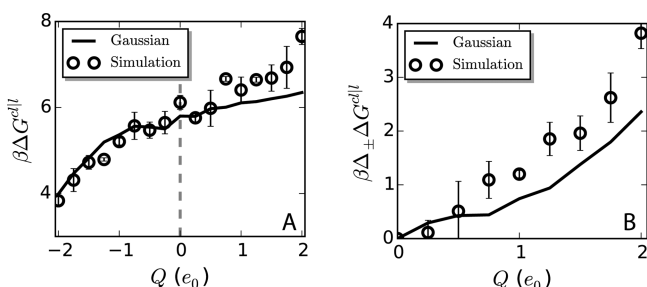 8
6
4
βΔG^{cl|l}
Gaussian
Simulation
A
−2 −1 0 1 2
Q (e₀)
4
3
2
1
0
βΔ±ΔG^{cl|l}
Gaussian
Simulation
B
0 1 2
Q (e₀)